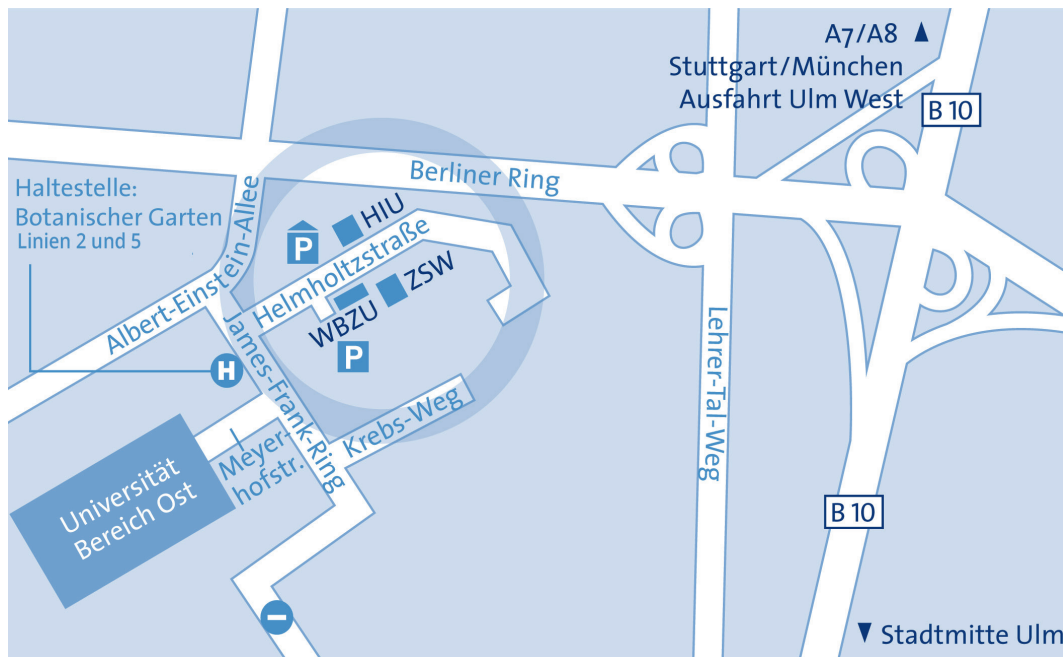 A7/A8
Stuttgart/München
Ausfahrt Ulm West
B 10
Berliner Ring
Haltestelle:
Botanischer Garten
Linien 2 und 5
Albert-Einstein-Allee
HIU
P
Helmholtzstraße
ZSW
WBZU
P
H
James-Frank-Ring
Krebs-Weg
Meyer-
hofstr.
Universität
Bereich Ost
Lehrer-Tal-Weg
B 10
Stadtmitte Ulm